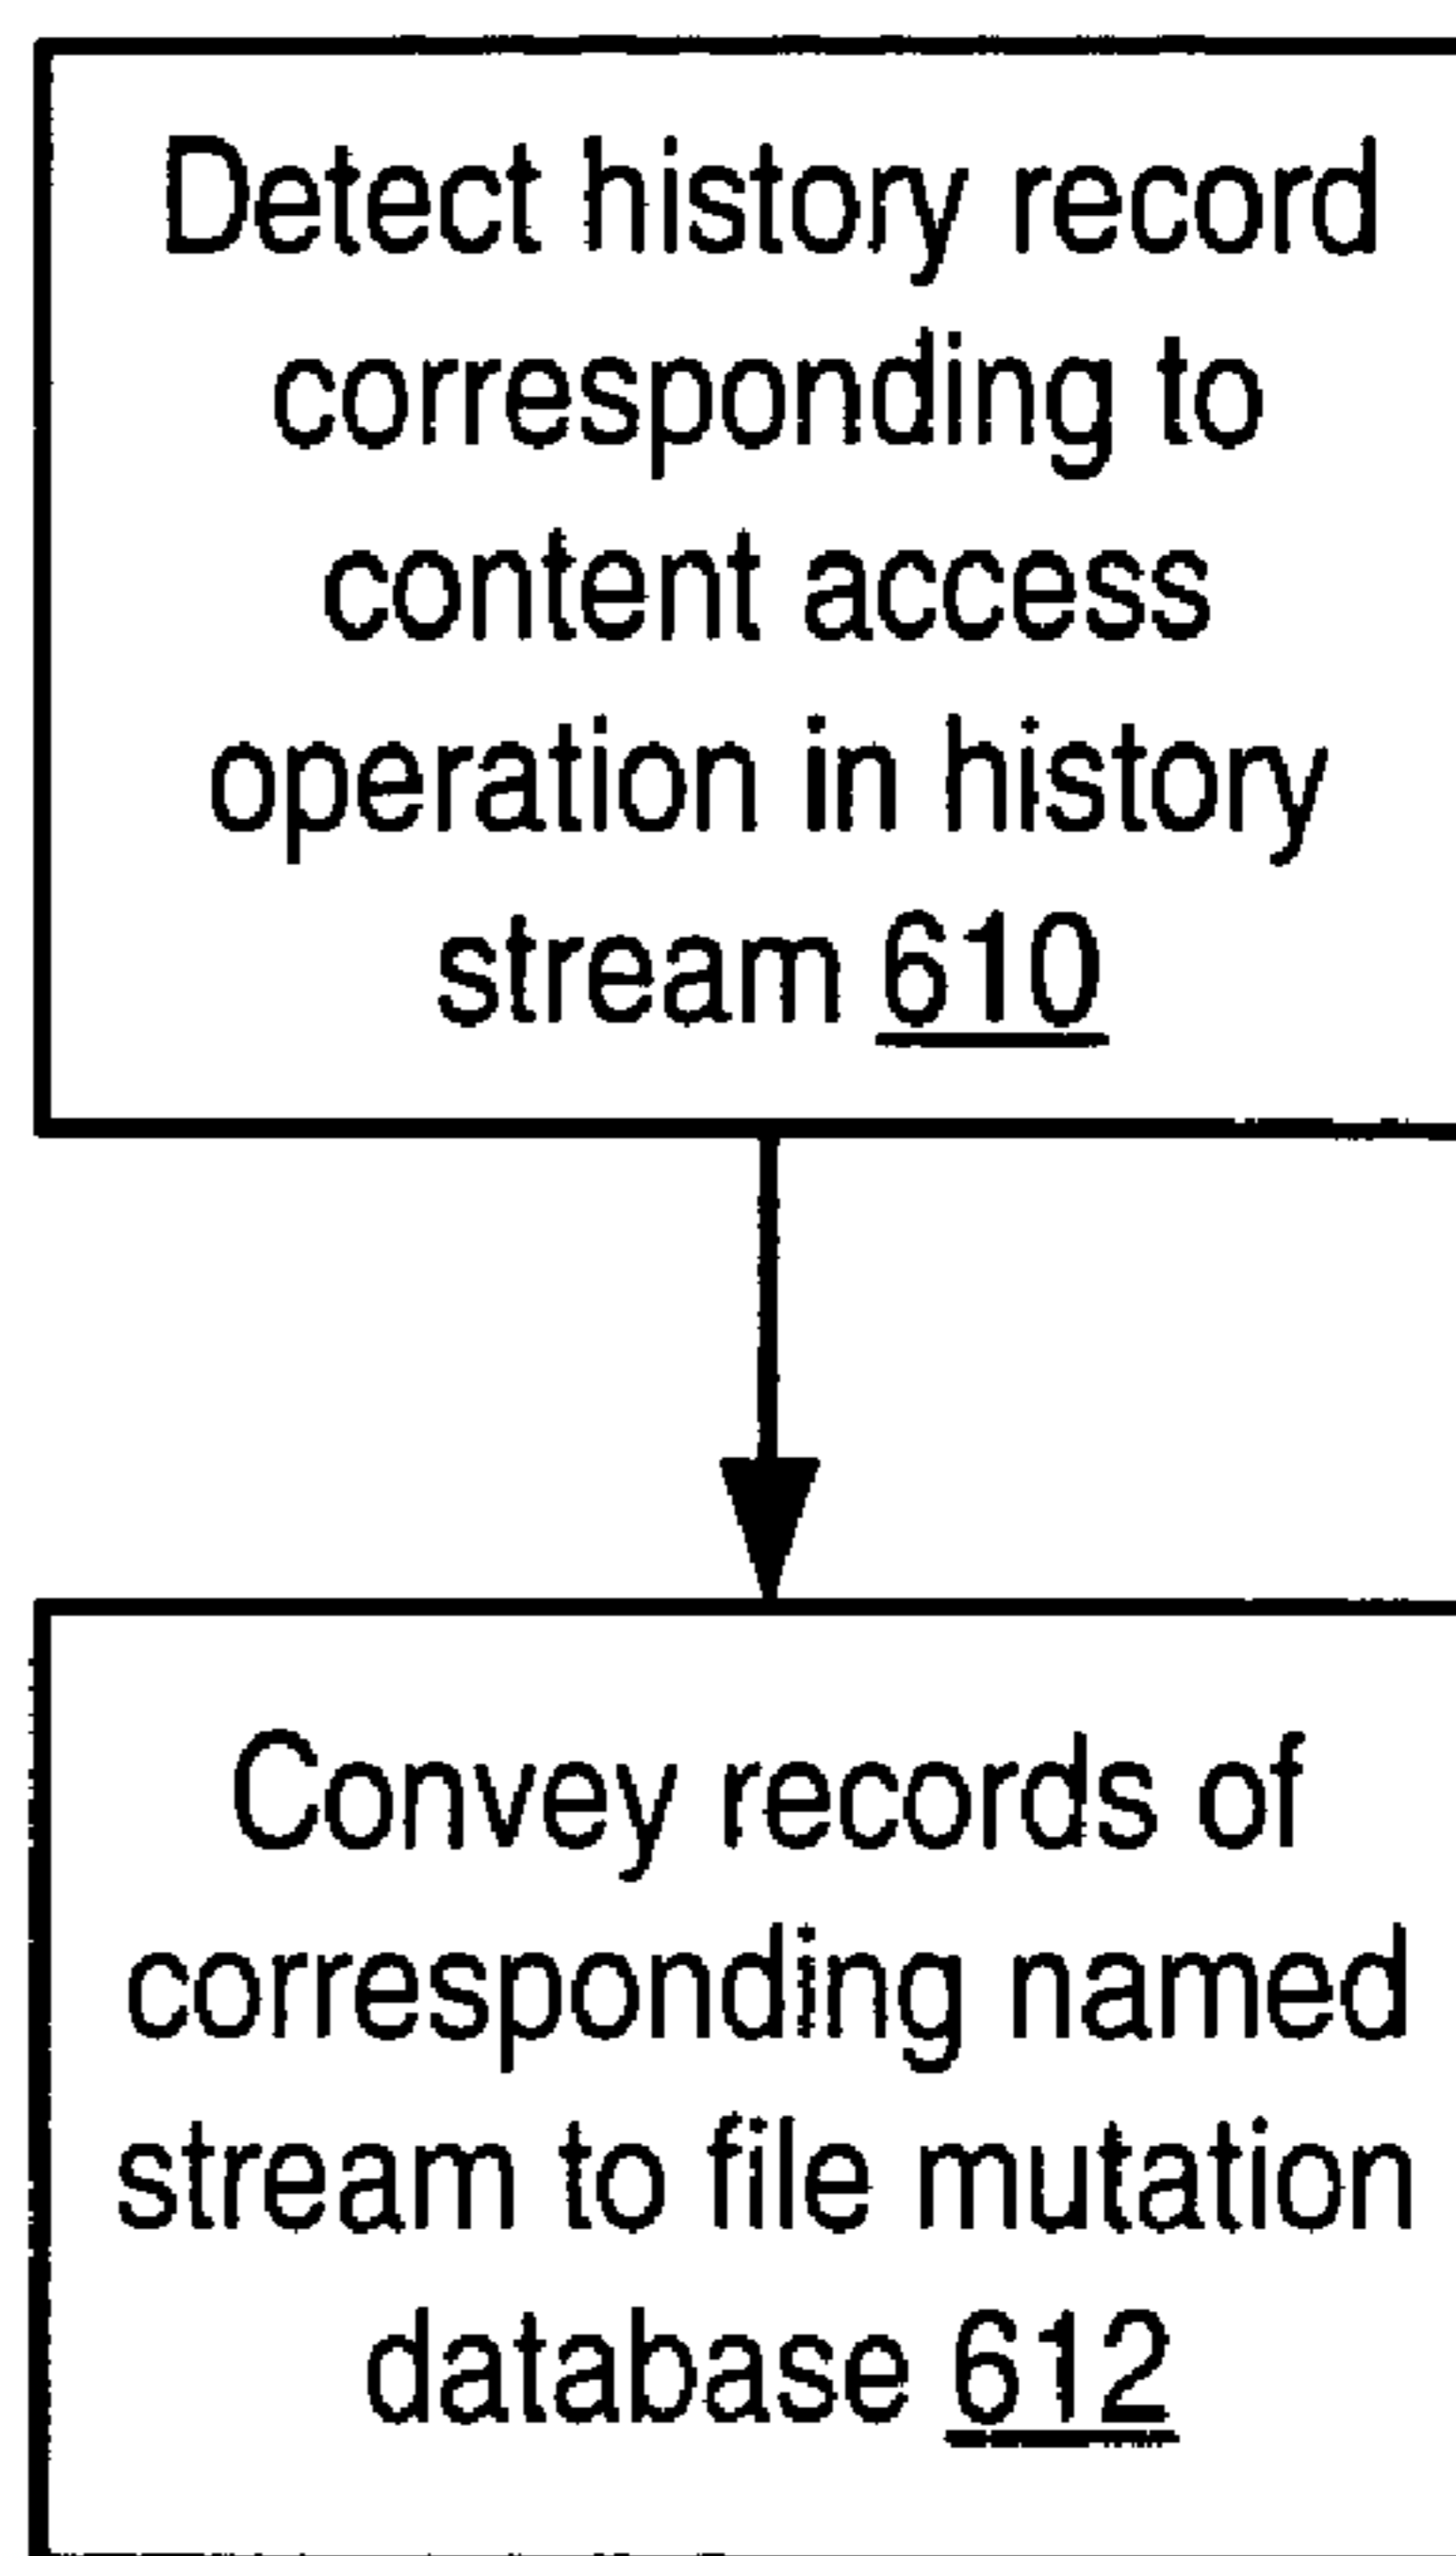 Detect history record
corresponding to
content access
operation in history
stream 610
Convey records of
corresponding named
stream to file mutation
database 612